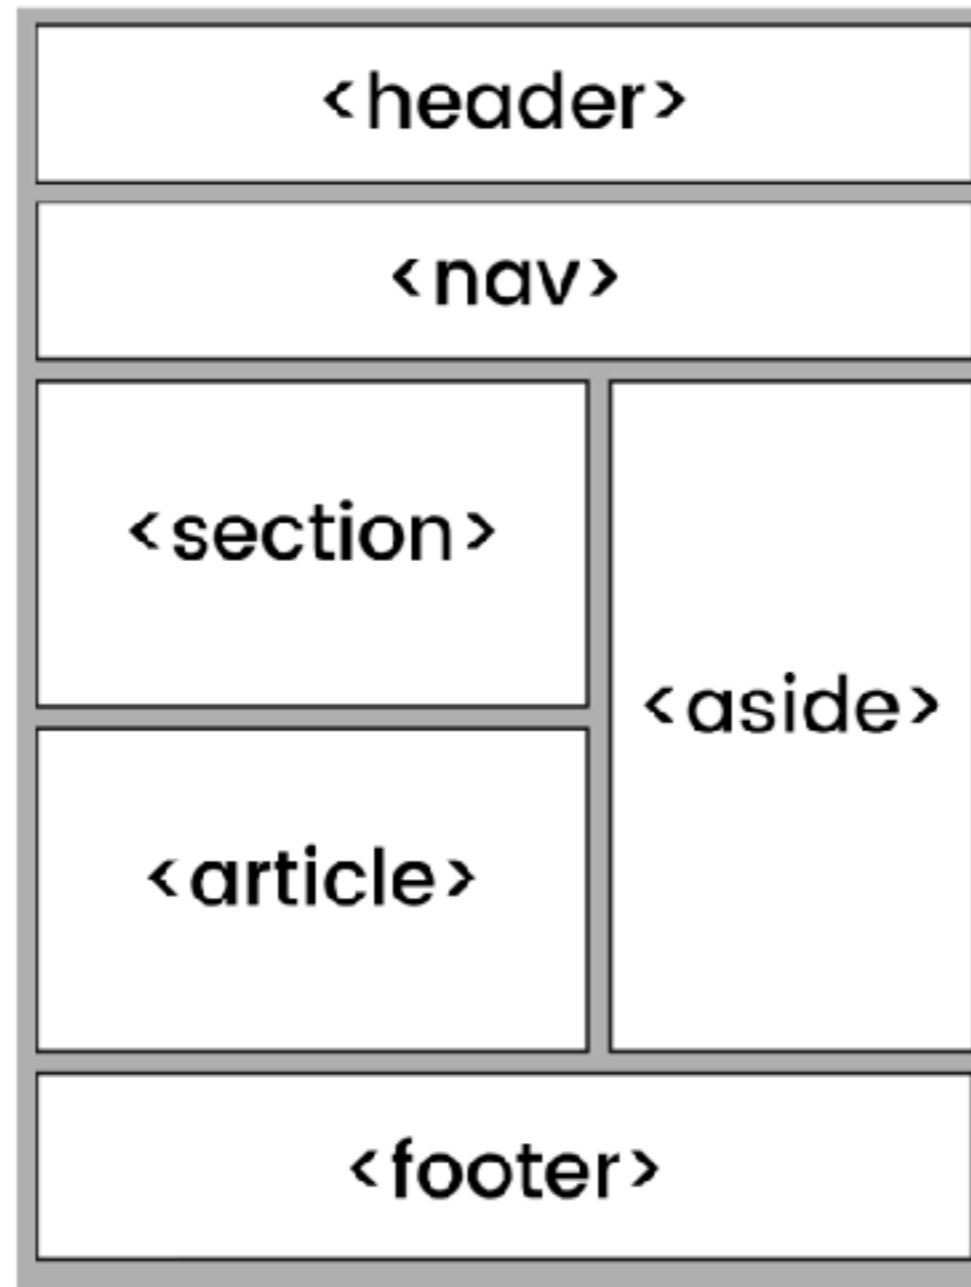 <header>
<nav>
<section>
<aside>
<article>
<footer>